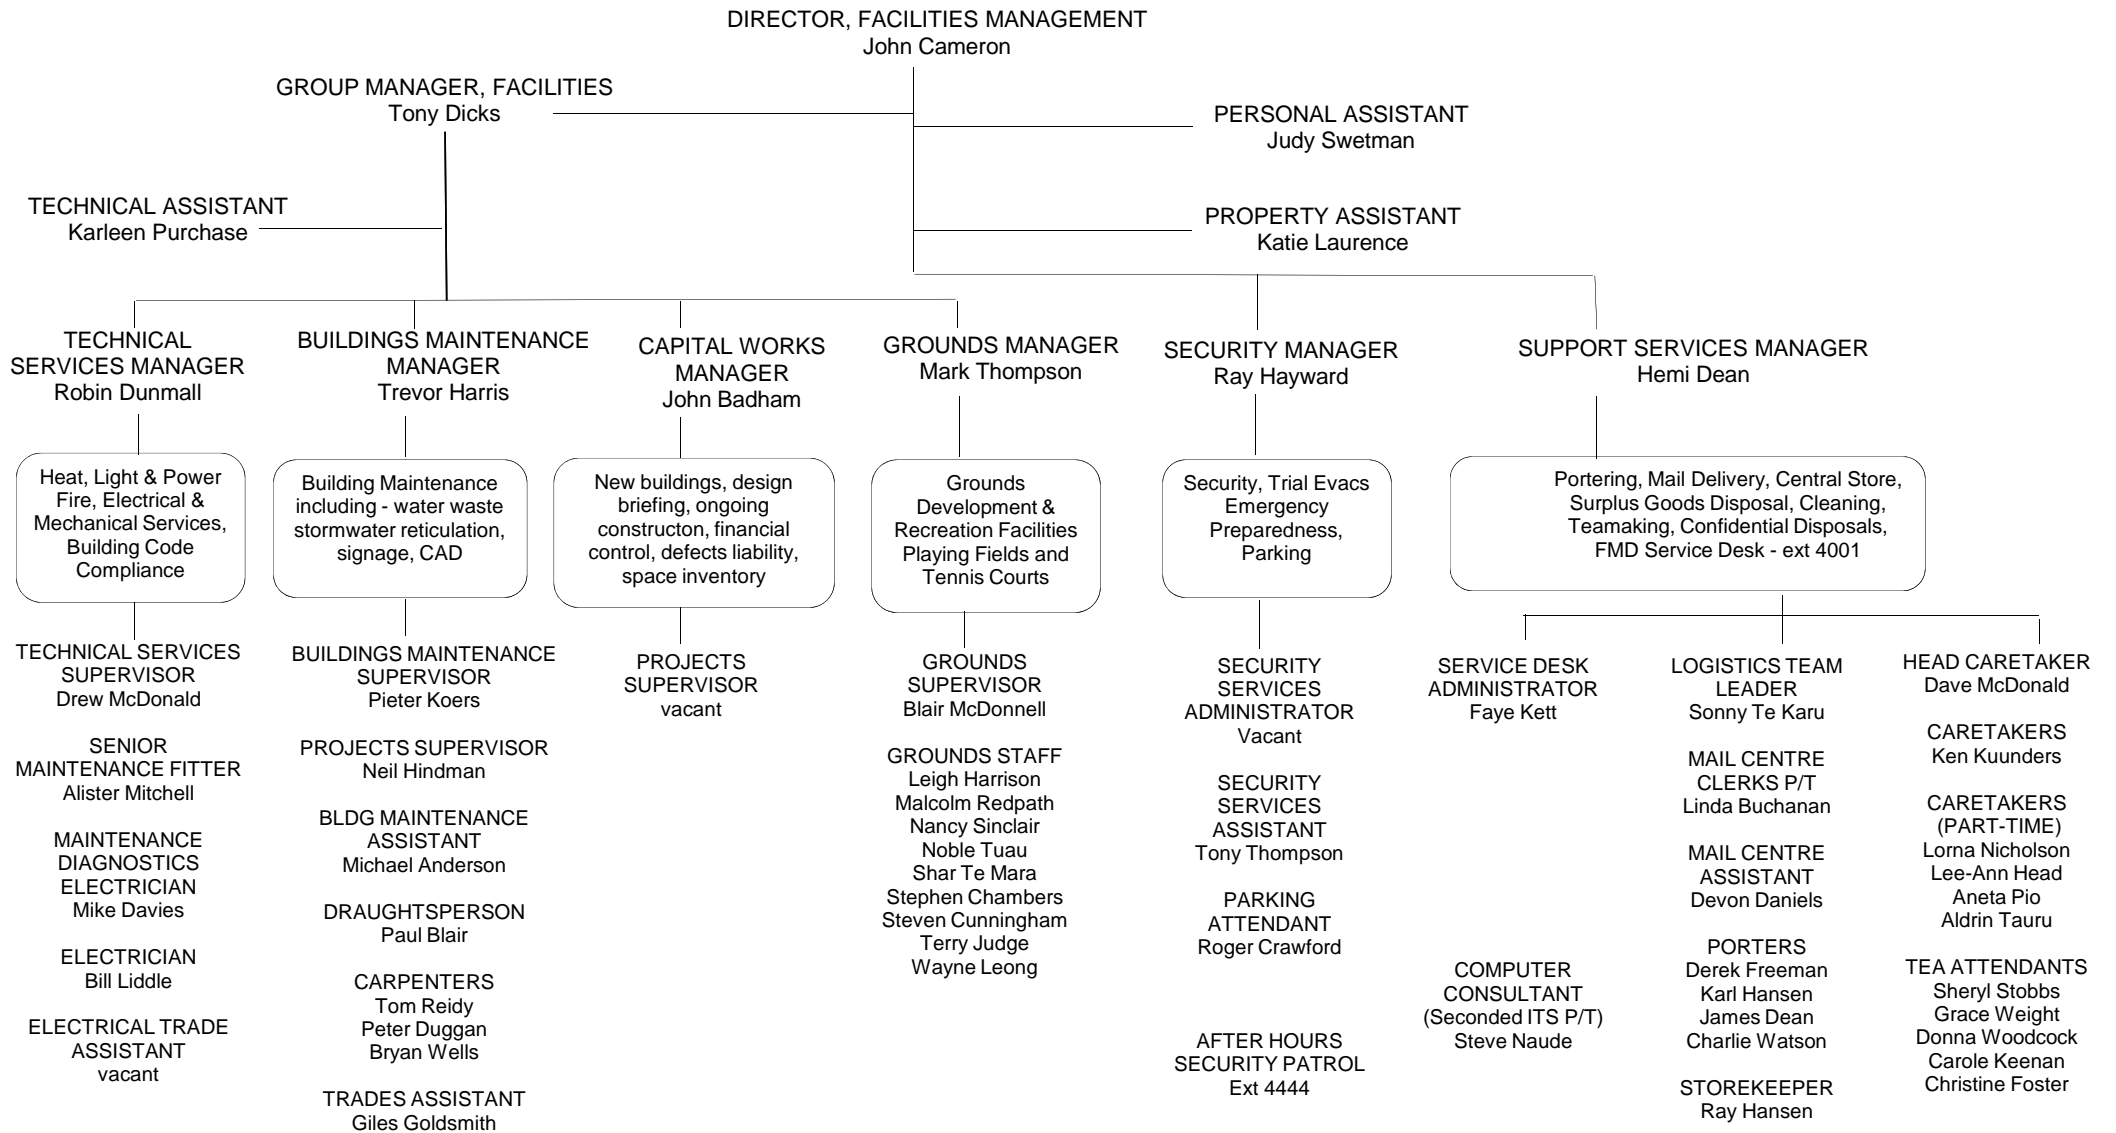 DIRECTOR, FACILITIES MANAGEMENT
John Cameron
GROUP MANAGER, FACILITIES
Tony Dicks
PERSONAL ASSISTANT
Judy Swetman
TECHNICAL ASSISTANT
Karleen Purchase
PROPERTY ASSISTANT
Katie Laurence
TECHNICAL
SERVICES MANAGER
Robin Dunmall
Heat, Light & Power
Fire, Electrical &
Mechanical Services,
Building Code
Compliance
TECHNICAL SERVICES
SUPERVISOR
Drew McDonald
SENIOR
MAINTENANCE FITTER
Alister Mitchell
MAINTENANCE
DIAGNOSTICS
ELECTRICIAN
Mike Davies
ELECTRICIAN
Bill Liddle
ELECTRICAL TRADE
ASSISTANT
vacant
BUILDINGS MAINTENANCE
MANAGER
Trevor Harris
Building Maintenance
including - water waste
stormwater reticulation,
signage, CAD
BUILDINGS MAINTENANCE
SUPERVISOR
Pieter Koers
PROJECTS SUPERVISOR
Neil Hindman
BLDG MAINTENANCE
ASSISTANT
Michael Anderson
DRAUGHTSPERSON
Paul Blair
CARPENTERS
Tom Reidy
Peter Duggan
Bryan Wells
TRADES ASSISTANT
Giles Goldsmith
CAPITAL WORKS
MANAGER
John Badham
New buildings, design
briefing, ongoing
constructon, financial
control, defects liability,
space inventory
PROJECTS
SUPERVISOR
vacant
GROUNDS MANAGER
Mark Thompson
Grounds
Development &
Recreation Facilities
Playing Fields and
Tennis Courts
GROUNDS
SUPERVISOR
Blair McDonnell
GROUNDS STAFF
Leigh Harrison
Malcolm Redpath
Nancy Sinclair
Noble Tuau
Shar Te Mara
Stephen Chambers
Steven Cunningham
Terry Judge
Wayne Leong
SECURITY MANAGER
Ray Hayward
Security, Trial Evacs
Emergency
Preparedness,
Parking
SECURITY
SERVICES
ADMINISTRATOR
Vacant
SECURITY
SERVICES
ASSISTANT
Tony Thompson
PARKING
ATTENDANT
Roger Crawford
AFTER HOURS
SECURITY PATROL
Ext 4444
SUPPORT SERVICES MANAGER
Hemi Dean
Portering, Mail Delivery, Central Store,
Surplus Goods Disposal, Cleaning,
Teamaking, Confidential Disposals,
FMD Service Desk - ext 4001
SERVICE DESK
ADMINISTRATOR
Faye Kett
COMPUTER
CONSULTANT
(Seconded ITS P/T)
Steve Naude
LOGISTICS TEAM
LEADER
Sonny Te Karu
MAIL CENTRE
CLERKS P/T
Linda Buchanan
MAIL CENTRE
ASSISTANT
Devon Daniels
PORTERS
Derek Freeman
Karl Hansen
James Dean
Charlie Watson
STOREKEEPER
Ray Hansen
HEAD CARETAKER
Dave McDonald
CARETAKERS
Ken Kuunders
CARETAKERS
(PART-TIME)
Lorna Nicholson
Lee-Ann Head
Aneta Pio
Aldrin Tauru
TEA ATTENDANTS
Sheryl Stobbs
Grace Weight
Donna Woodcock
Carole Keenan
Christine Foster